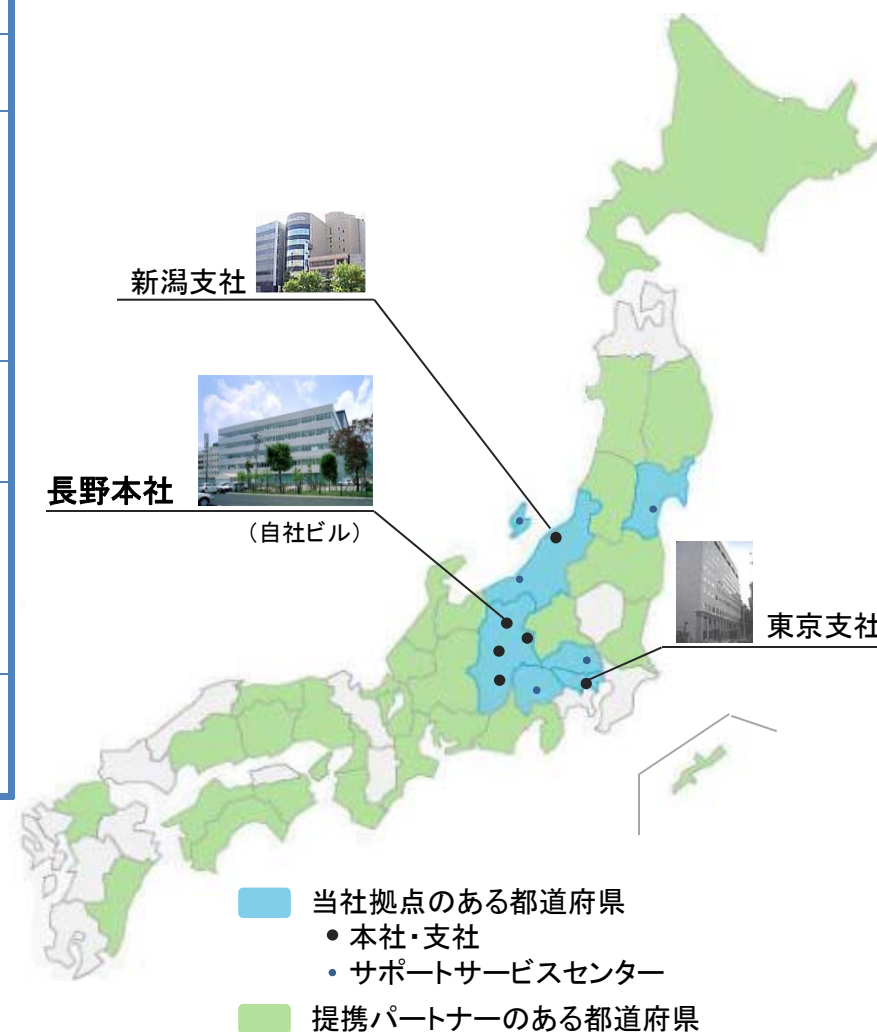 新潟支社
長野本社
（自社ビル）
東京支社
当社拠点のある都道府県
● 本社・支社
• サポートサービスセンター
提携パートナーのある都道府県